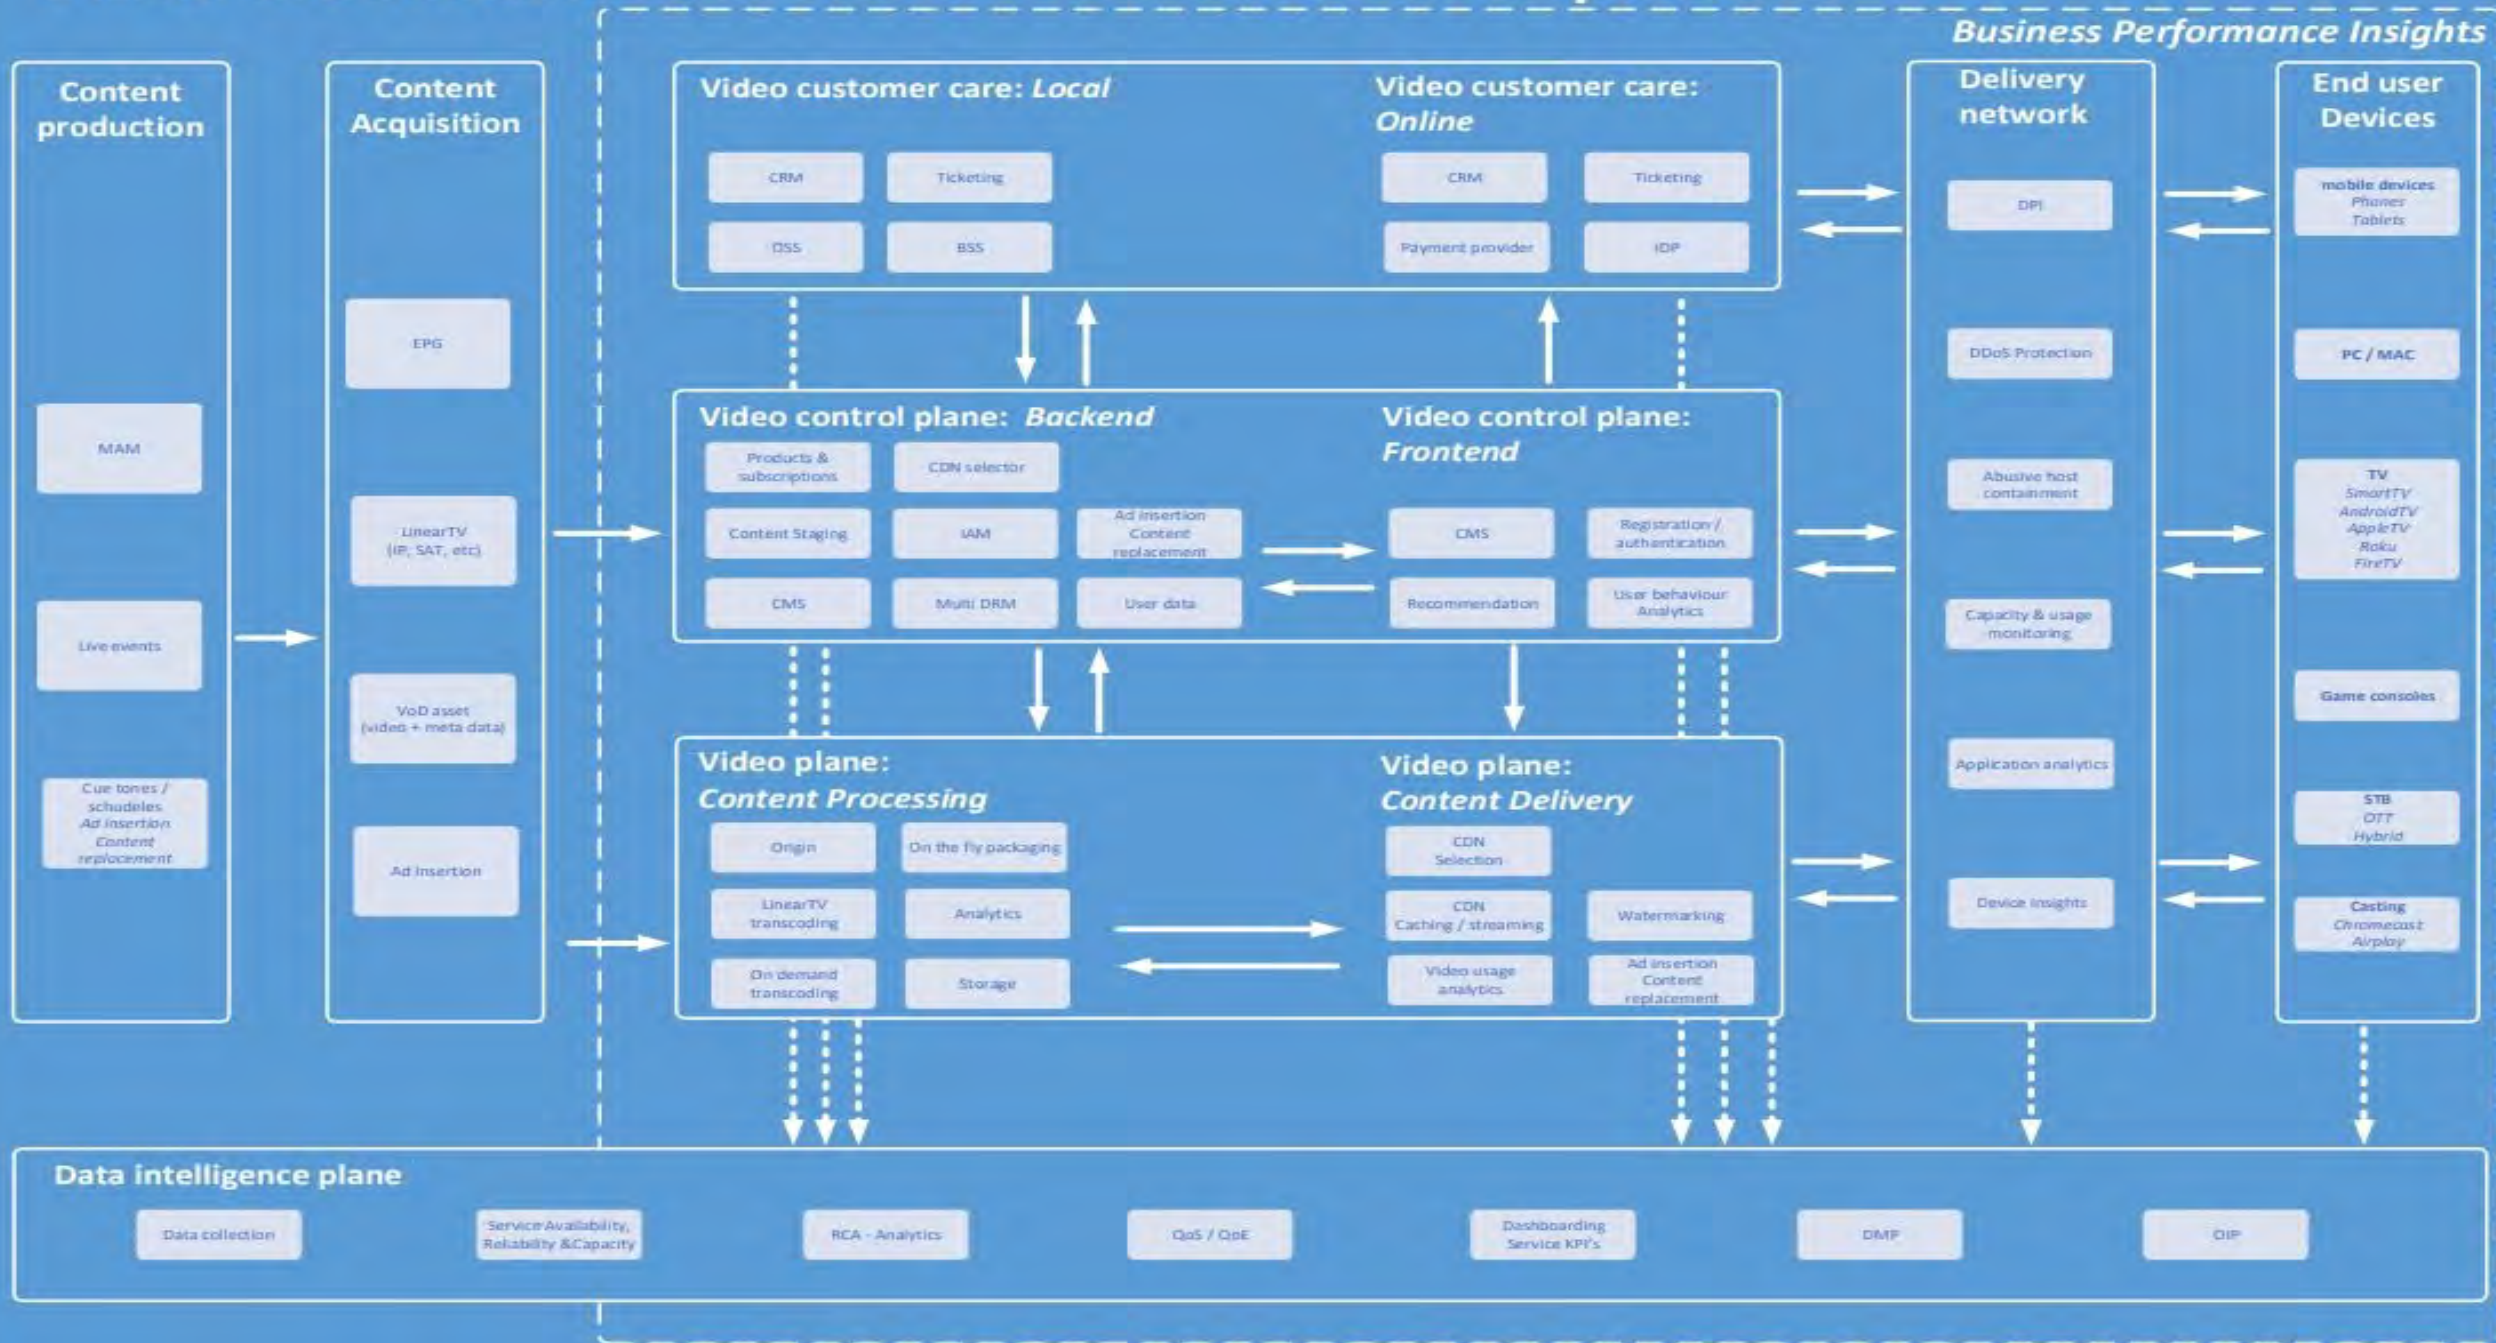 Business Performance Insights
Content
production
MAM
Live events
Cue tones /
schudeles
Ad insertion
Content
replacement
Content
Acquisition
EPG
LinearTV
(IP, SAT, etc)
VoD asset
(video + meta data)
Ad Insertion
Video customer care: Local
CRM
Ticketing
OSS
BSS
Video customer care:
Online
CRM
Ticketing
Payment provider
IDP
Video control plane: Backend
Products &
subscriptions
CDN selector
Content Staging
IAM
Ad insertion
Content
replacement
CMS
Multi DRM
User data
Video control plane:
Frontend
CMS
Registration /
authentication
Recommendation
User behaviour
Analytics
Video plane:
Content Processing
Origin
On the fly packaging
LinearTV
transcoding
Analytics
On demand
transcoding
Storage
Video plane:
Content Delivery
CDN
Selection
CDN
Caching / streaming
Watermarking
Video usage
analytics
Ad insertion
Content
replacement
Delivery
network
DPI
DDoS Protection
Abusive host
containment
Capacity & usage
monitoring
Application analytics
Device Insights
End user
Devices
mobile devices
Phones
Tablets
PC / MAC
TV
SmartTV
AndroidTV
AppleTV
Roku
FireTV
Game consoles
STB
OTT
Hybrid
Casting
Chromecast
Airplay
Data intelligence plane
Data collection
Service Availability,
Reliability &Capacity
RCA - Analytics
QoS / QoE
Dashboarding
Service KPI's
DMP
OIP